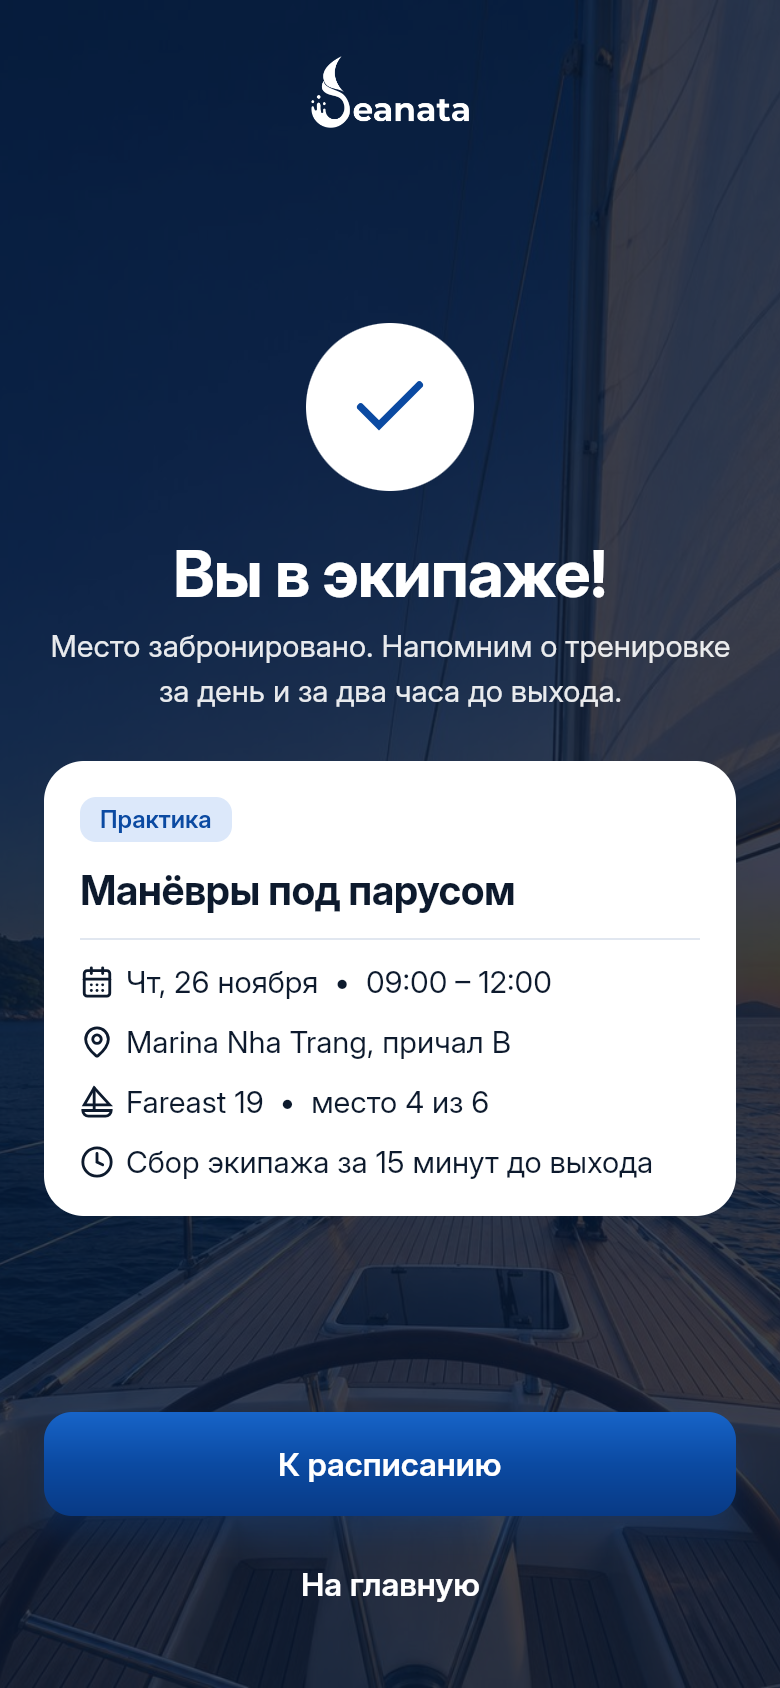 Seanata
Вы в экипаже!
Место забронировано. Напомним о тренировке
за день и за два часа до выхода.
Практика
Манёвры под парусом
Чт, 26 ноября • 09:00 – 12:00
Marina Nha Trang, причал B
Fareast 19 • место 4 из 6
Сбор экипажа за 15 минут до выхода
К расписанию
На главную